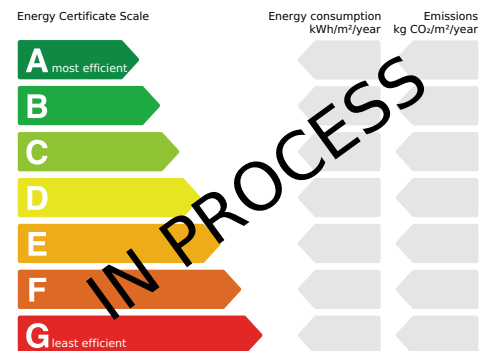 Energy Certificate Scale
Energy consumption
kWh/m²/year
Emissions
kg CO₂/m²/year
A most efficient
B
C
D
E
F
G least efficient
IN PROCESS